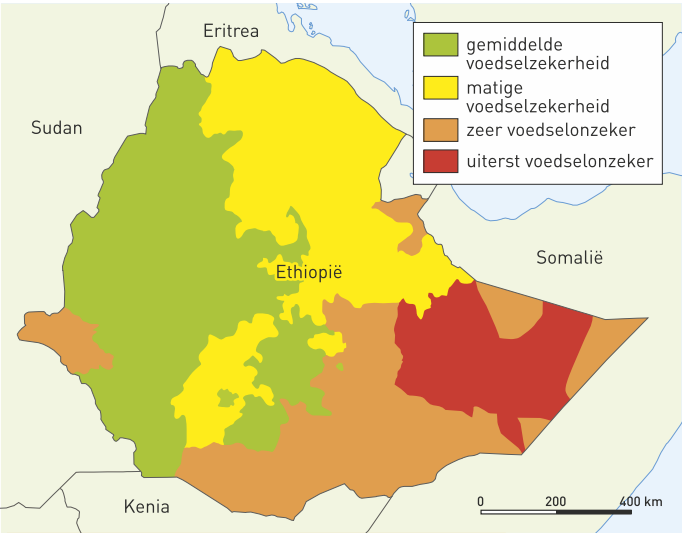 Eritrea
gemiddelde
voedselzekerheid
matige
voedselzekerheid
zeer voedselonzeker
uiterst voedselonzeker
Sudan
Somalië
Ethiopië
Kenia
0 200 400 km